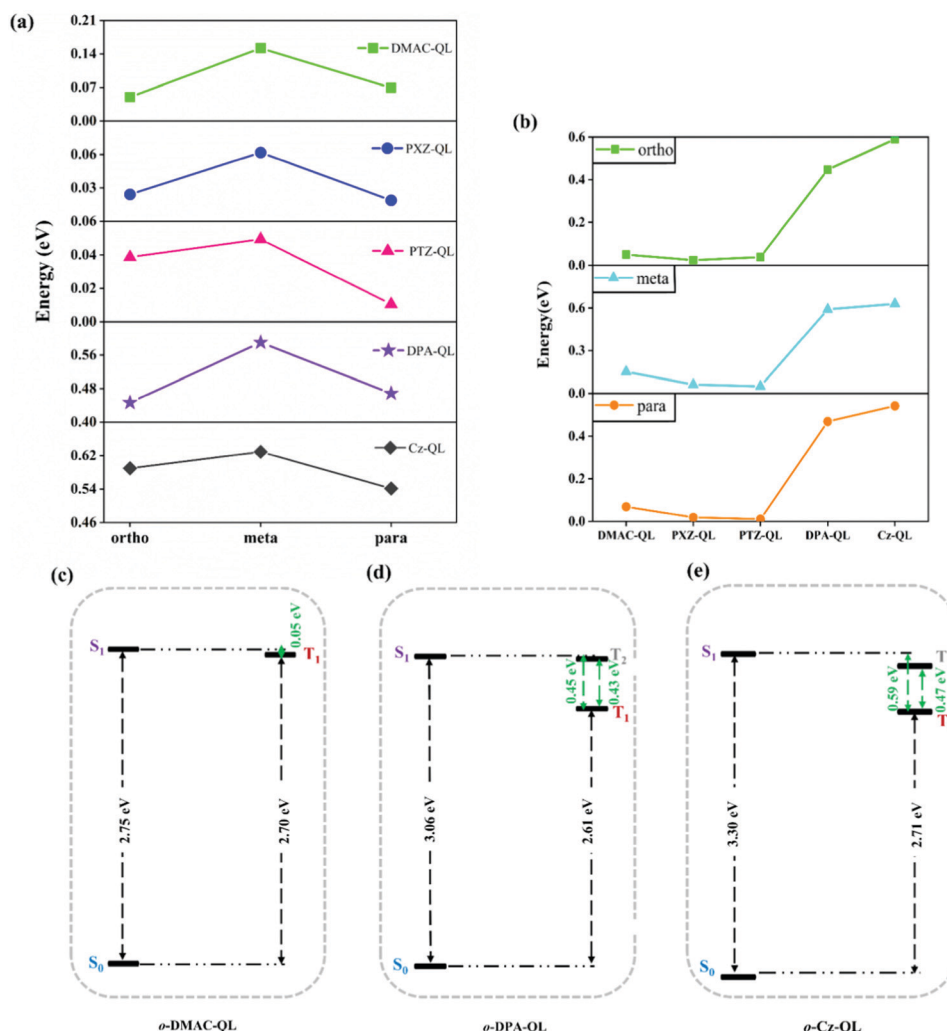 (a)
0.21
0.14
0.07
0.00
DMAC-QL
0.06
0.03
PXZ-QL
0.06
0.04
0.02
0.00
PTZ-QL
0.56
0.48
0.40
DPA-QL
0.62
0.54
0.46
Cz-QL
Energy (eV)
ortho meta para
(b)
0.6
0.4
0.2
0.0
ortho
0.6
0.3
0.0
meta
0.4
0.2
0.0
para
Energy(eV)
DMAC-QL PXZ-QL PTZ-QL DPA-QL Cz-QL
(c)
S1
T1
0.05 eV
2.75 eV
2.70 eV
S0
o-DMAC-QL
(d)
S1
T2
0.45 eV
0.43 eV
T1
3.06 eV
2.61 eV
S0
o-DPA-QL
(e)
S1
T
0.59 eV
0.47 eV
T
3.30 eV
2.71 eV
S0
o-Cz-QL